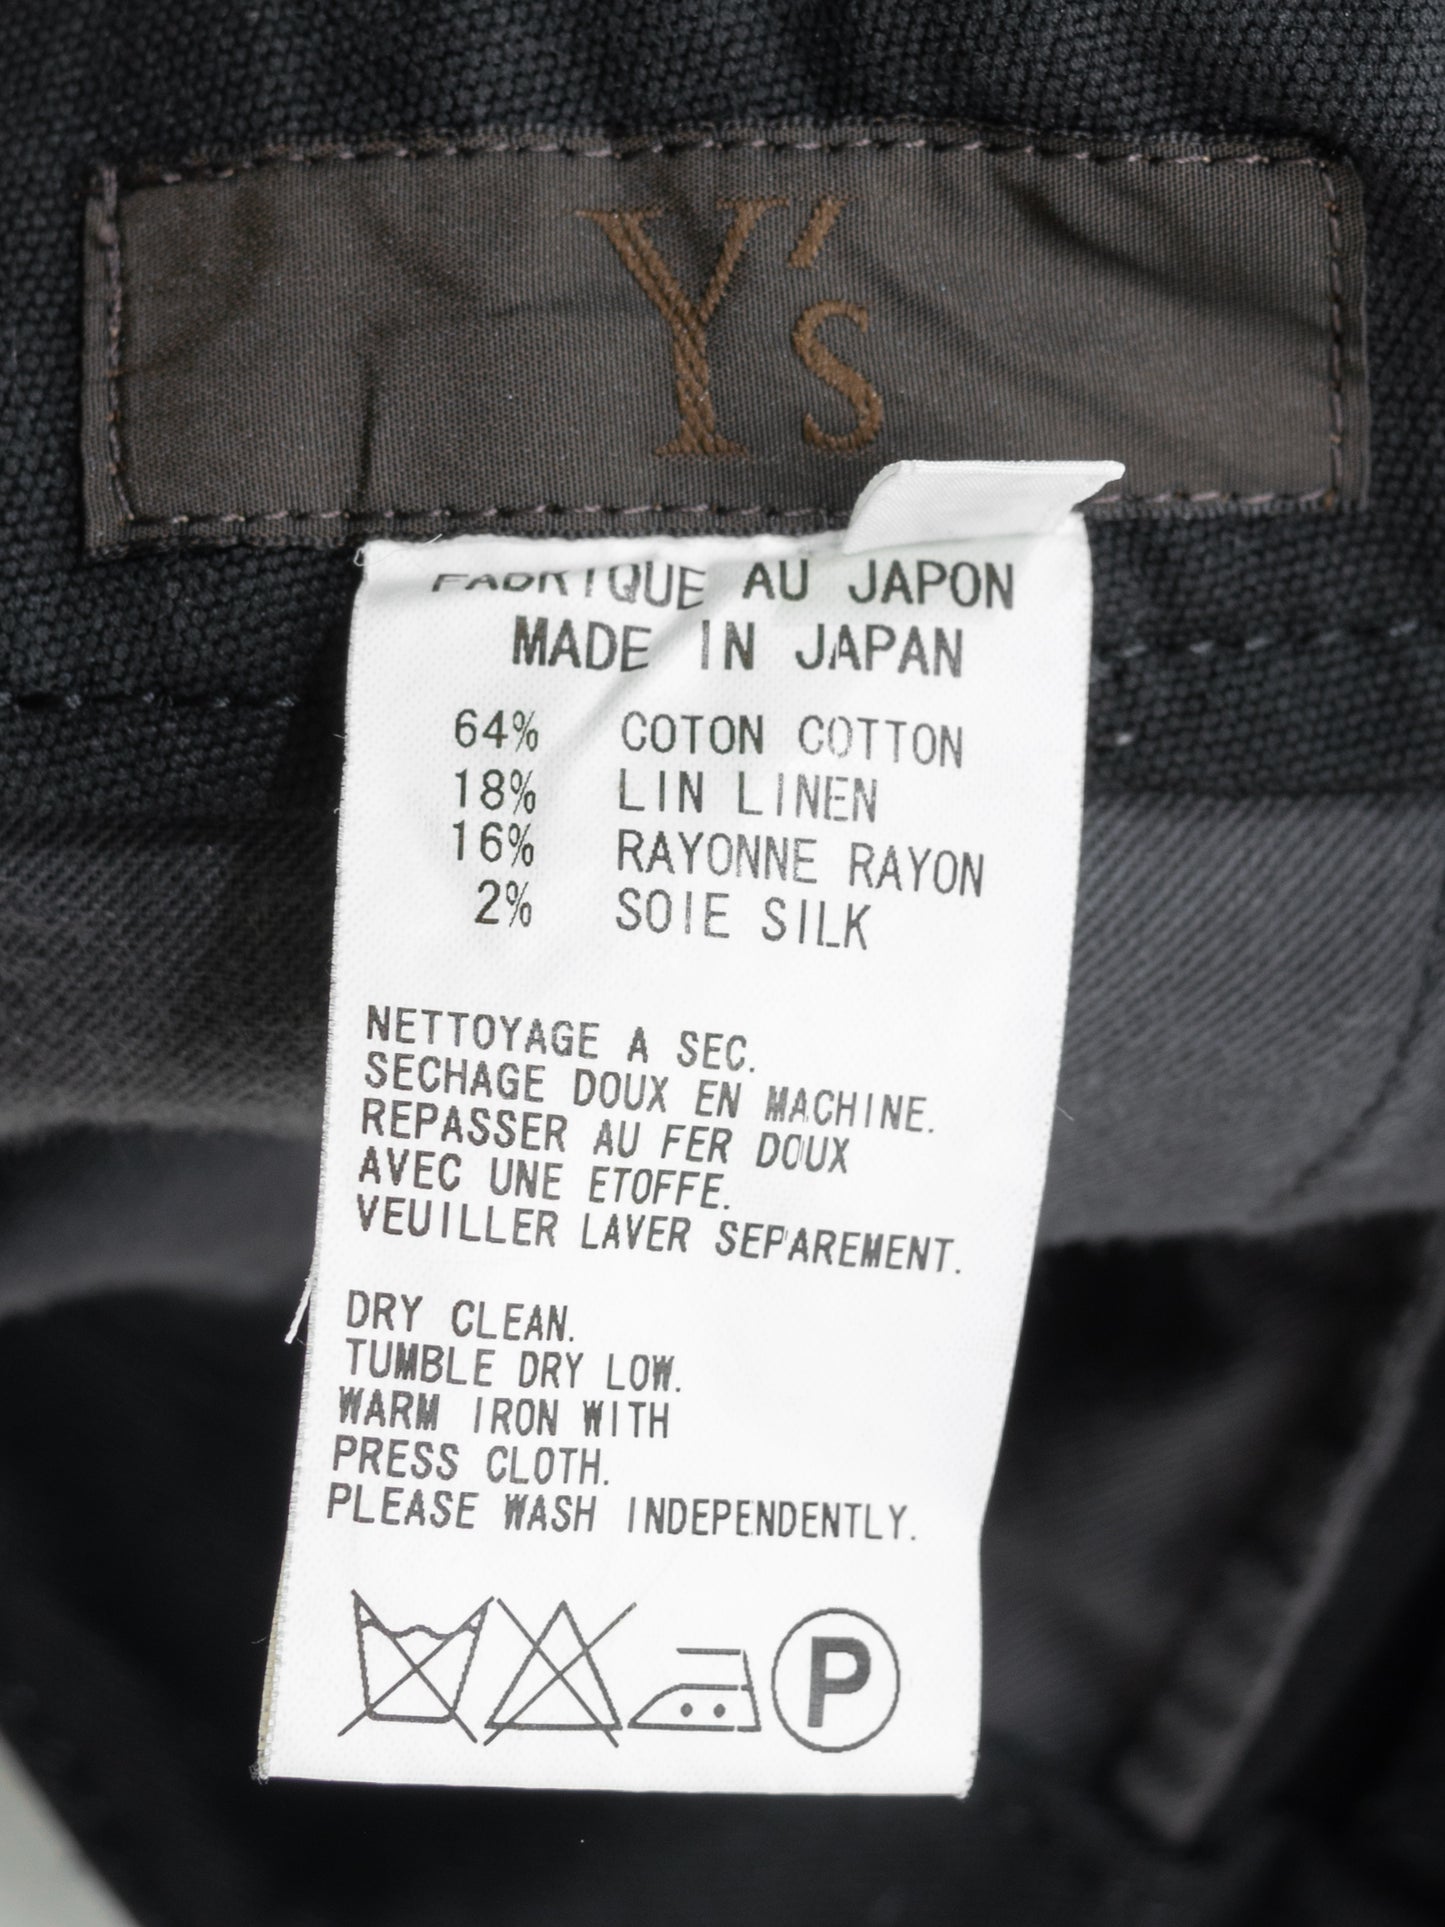 Y's
FABRIQUE AU JAPON
MADE IN JAPAN
64% COTON COTTON
18% LIN LINEN
16% RAYONNE RAYON
2% SOIE SILK
NETTOYAGE A SEC.
SECHAGE DOUX EN MACHINE.
REPASSER AU FER DOUX
AVEC UNE ETOFFE.
VEUILLER LAVER SEPAREMENT.
DRY CLEAN.
TUMBLE DRY LOW.
WARM IRON WITH
PRESS CLOTH.
PLEASE WASH INDEPENDENTLY.
P